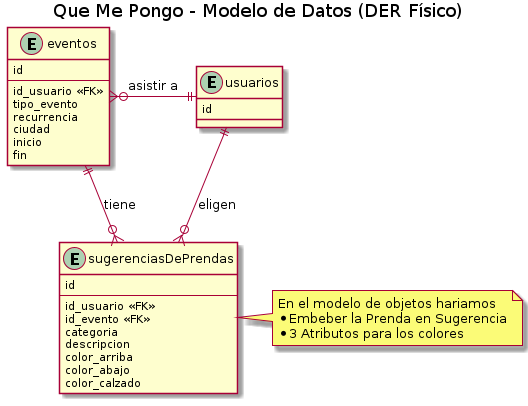 Que Me Pongo - Modelo de Datos (DER Físico)
E eventos
id
id_usuario «FK»
tipo_evento
recurrencia
ciudad
inicio
fin
asistir a
E usuarios
id
tiene
eligen
E sugerenciasDePrendas
id
id_usuario «FK»
id_evento «FK»
categoria
descripcion
color_arriba
color_abajo
color_calzado
En el modelo de objetos hariamos
• Embeber la Prenda en Sugerencia
• 3 Atributos para los colores